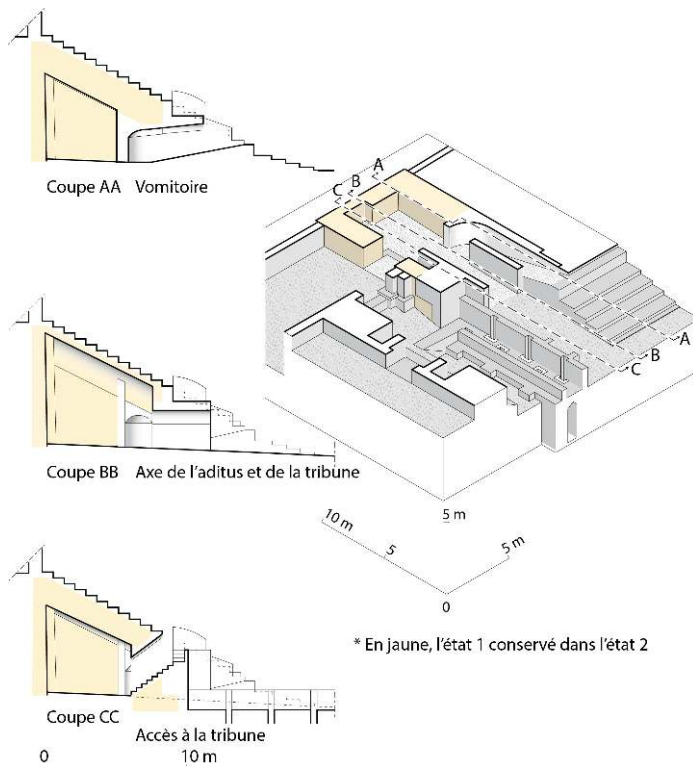 Coupe AA Vomitoire
A
B
C
A
B
C
Coupe BB Axe de l'aditus et de la tribune
5 m
10 m
5
5 m
0
* En jaune, l'état 1 conservé dans l'état 2
Coupe CC
Accès à la tribune
0 10 m